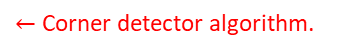 ← Corner detector algorithm.